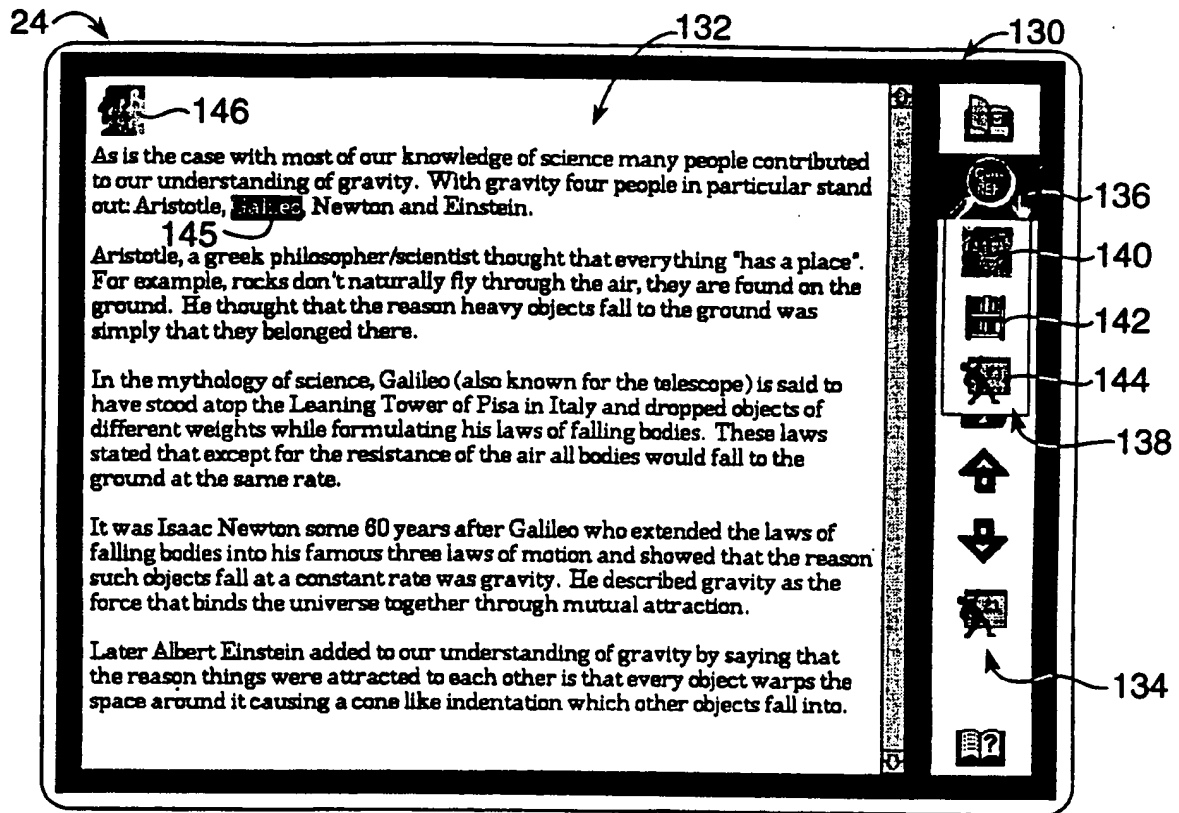 24
132
130
146
As is the case with most of our knowledge of science many people contributed
to our understanding of gravity. With gravity four people in particular stand
out: Aristotle, Galileo, Newton and Einstein.
145
136
140
Aristotle, a greek philosopher/scientist thought that everything "has a place".
For example, rocks don't naturally fly through the air, they are found on the
ground. He thought that the reason heavy objects fall to the ground was
simply that they belonged there.
142
144
In the mythology of science, Galileo (also known for the telescope) is said to
have stood atop the Leaning Tower of Pisa in Italy and dropped objects of
different weights while formulating his laws of falling bodies. These laws
stated that except for the resistance of the air all bodies would fall to the
ground at the same rate.
138
It was Isaac Newton some 60 years after Galileo who extended the laws of
falling bodies into his famous three laws of motion and showed that the reason
such objects fall at a constant rate was gravity. He described gravity as the
force that binds the universe together through mutual attraction.
Later Albert Einstein added to our understanding of gravity by saying that
the reason things were attracted to each other is that every object warps the
space around it causing a cone like indentation which other objects fall into.
134
?